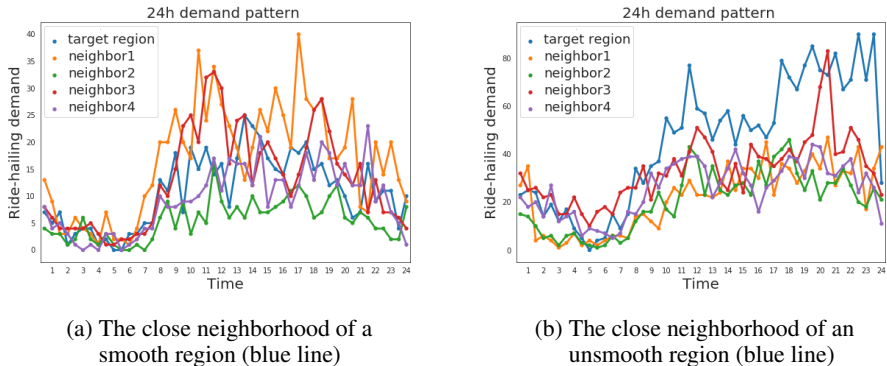 24h demand pattern
target region
neighbor1
neighbor2
neighbor3
neighbor4
Ride-hailing demand
40
35
30
25
20
15
10
5
0
1 2 3 4 5 6 7 8 9 10 11 12 13 14 15 16 17 18 19 20 21 22 23 24
Time
(a) The close neighborhood of a
smooth region (blue line)
24h demand pattern
target region
neighbor1
neighbor2
neighbor3
neighbor4
Ride-hailing demand
80
60
40
20
0
1 2 3 4 5 6 7 8 9 10 11 12 13 14 15 16 17 18 19 20 21 22 23 24
Time
(b) The close neighborhood of an
unsmooth region (blue line)